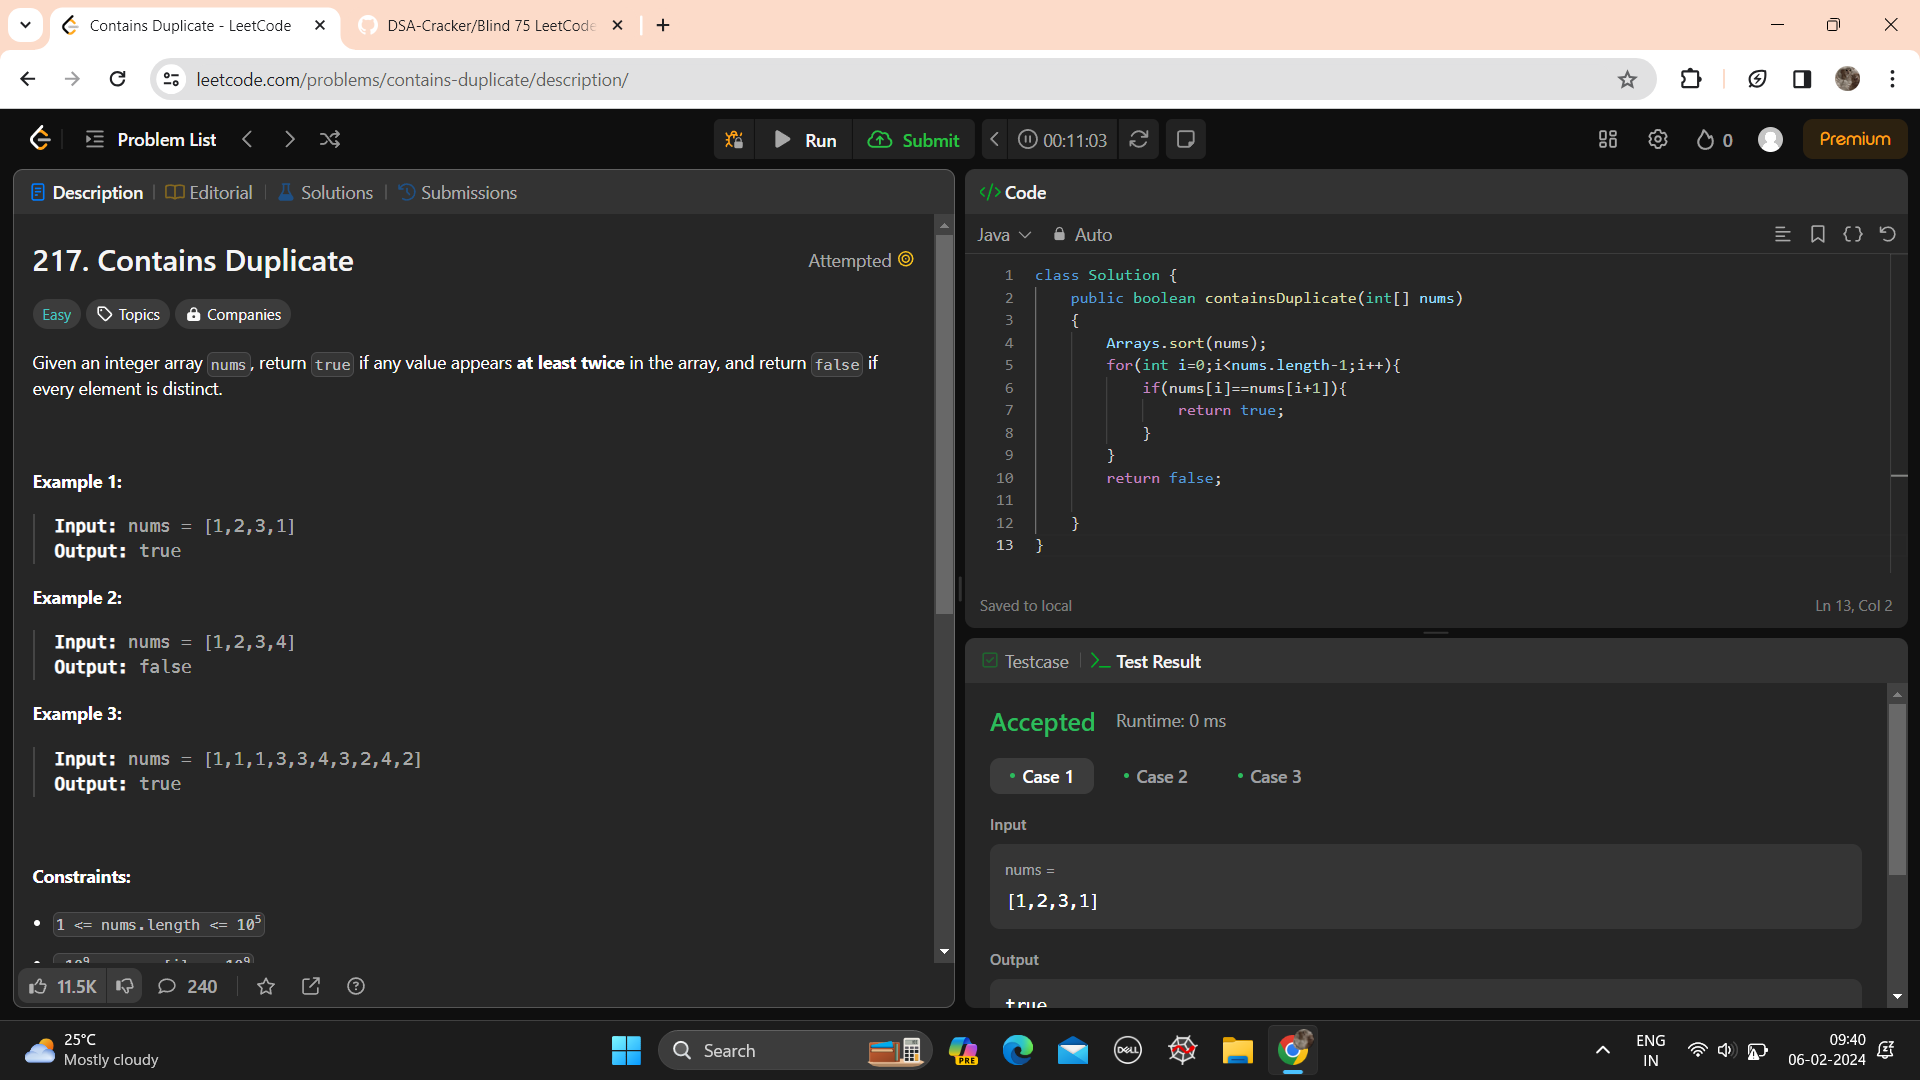 Contains Duplicate - LeetCode
DSA-Cracker/Blind 75 LeetCode
leetcode.com/problems/contains-duplicate/description/
Problem List
Run
Submit
00:11:03
0
Premium
Description
Editorial
Solutions
Submissions
217. Contains Duplicate
Attempted
Easy
Topics
Companies
Given an integer array nums, return true if any value appears at least twice in the array, and return false if
every element is distinct.
Example 1:
Input: nums = [1,2,3,1]
Output: true
Example 2:
Input: nums = [1,2,3,4]
Output: false
Example 3:
Input: nums = [1,1,1,3,3,4,3,2,4,2]
Output: true
Constraints:
• 1 <= nums.length <= 10⁵
11.5K
240
</> Code
Java
Auto
1 class Solution {
2     public boolean containsDuplicate(int[] nums)
3     {
4         Arrays.sort(nums);
5         for(int i=0;i<nums.length-1;i++){
6             if(nums[i]==nums[i+1]){
7                 return true;
8             }
9         }
10         return false;
11
12     }
13 }
Saved to local
Ln 13, Col 2
Testcase
>_ Test Result
Accepted
Runtime: 0 ms
• Case 1
• Case 2
• Case 3
Input
nums =
[1,2,3,1]
Output
true
25°C
Mostly cloudy
Search
PRE
DELL
ENG
IN
09:40
06-02-2024